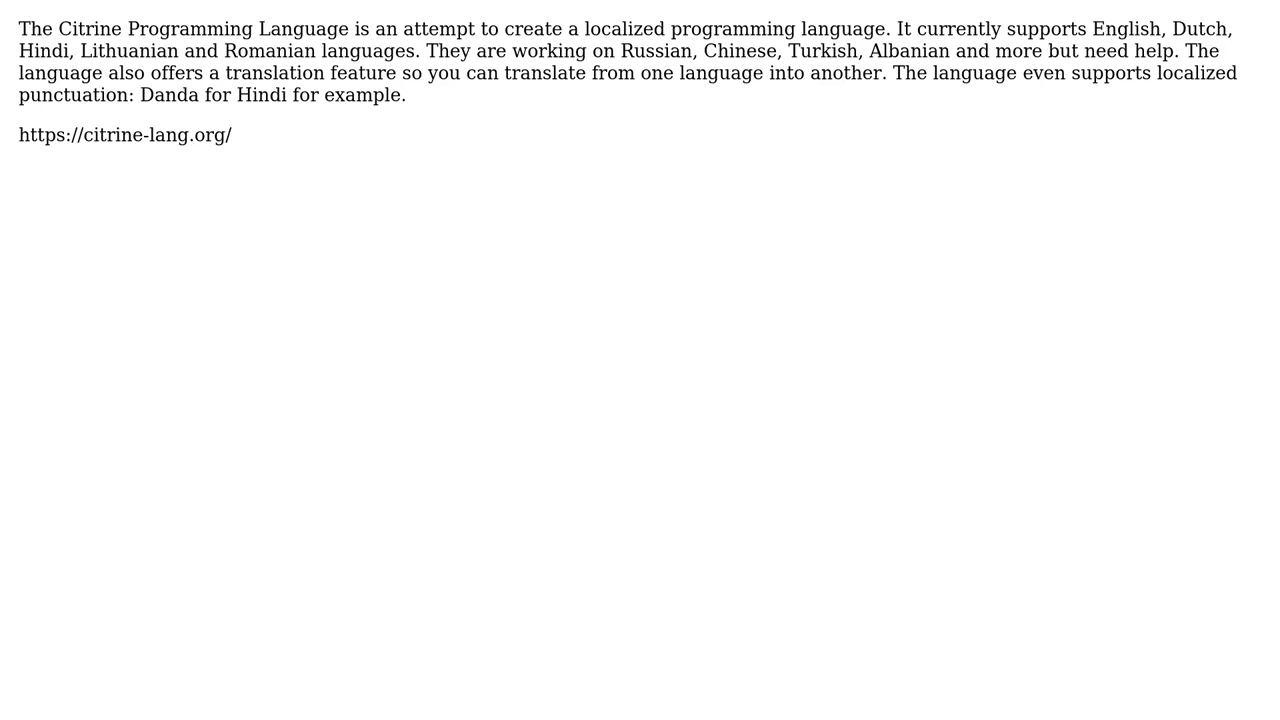 The Citrine Programming Language is an attempt to create a localized programming language. It currently supports English, Dutch,
Hindi, Lithuanian and Romanian languages. They are working on Russian, Chinese, Turkish, Albanian and more but need help. The
language also offers a translation feature so you can translate from one language into another. The language even supports localized
punctuation: Danda for Hindi for example.
https://citrine-lang.org/